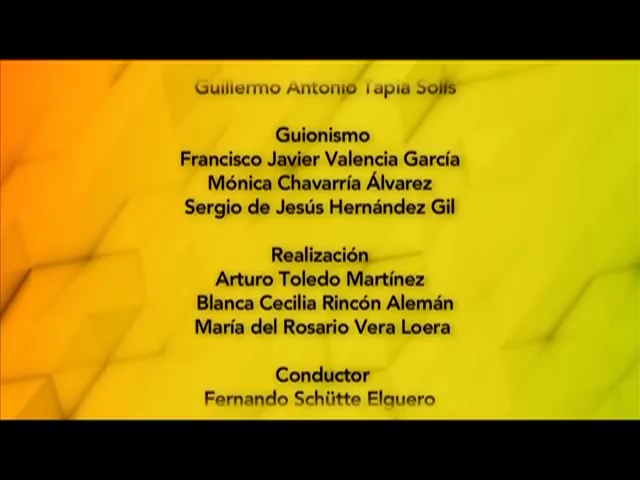 Guillermo Antonio Tapia Solís
Guionismo
Francisco Javier Valencia García
Mónica Chavarría Álvarez
Sergio de Jesús Hernández Gil
Realización
Arturo Toledo Martínez
Blanca Cecilia Rincón Alemán
María del Rosario Vera Loera
Conductor
Fernando Schütte Elguero